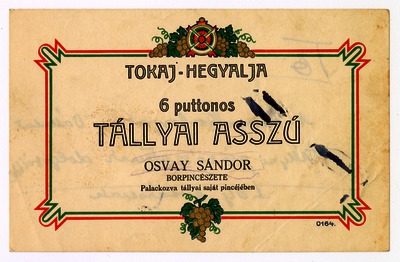 TOKAJ-HEGYALJA
6 puttonos
TÁLLYAI ASSZÚ
OSVAY SÁNDOR
BORPINCÉSZETE
Palackozva tállyai saját pincéjében
0164.